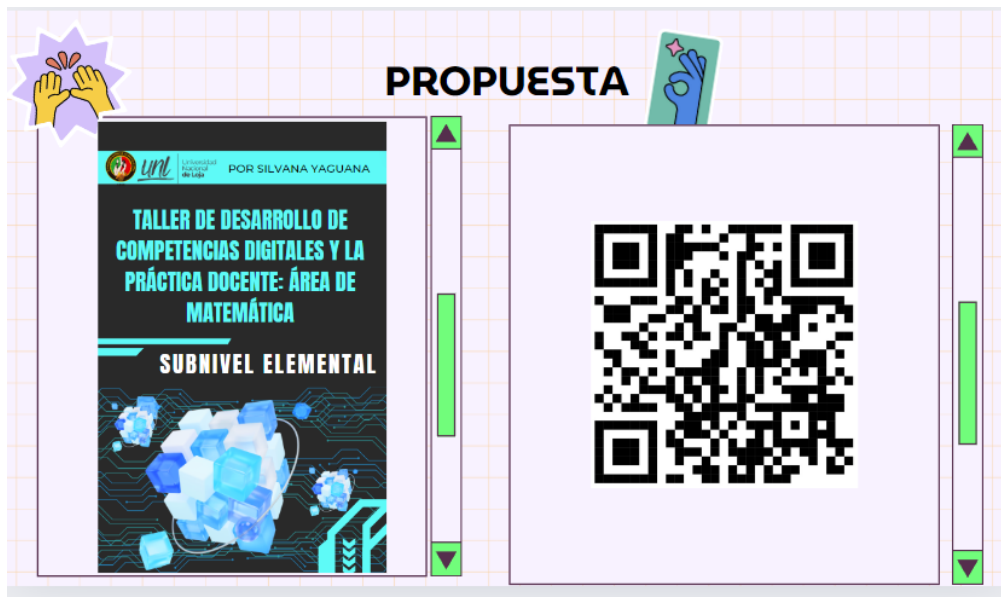 PROPUESTA
unl
Universidad
Nacional
de Loja
POR SILVANA YAGUANA
TALLER DE DESARROLLO DE
COMPETENCIAS DIGITALES Y LA
PRÁCTICA DOCENTE: ÁREA DE
MATEMÁTICA
SUBNIVEL ELEMENTAL